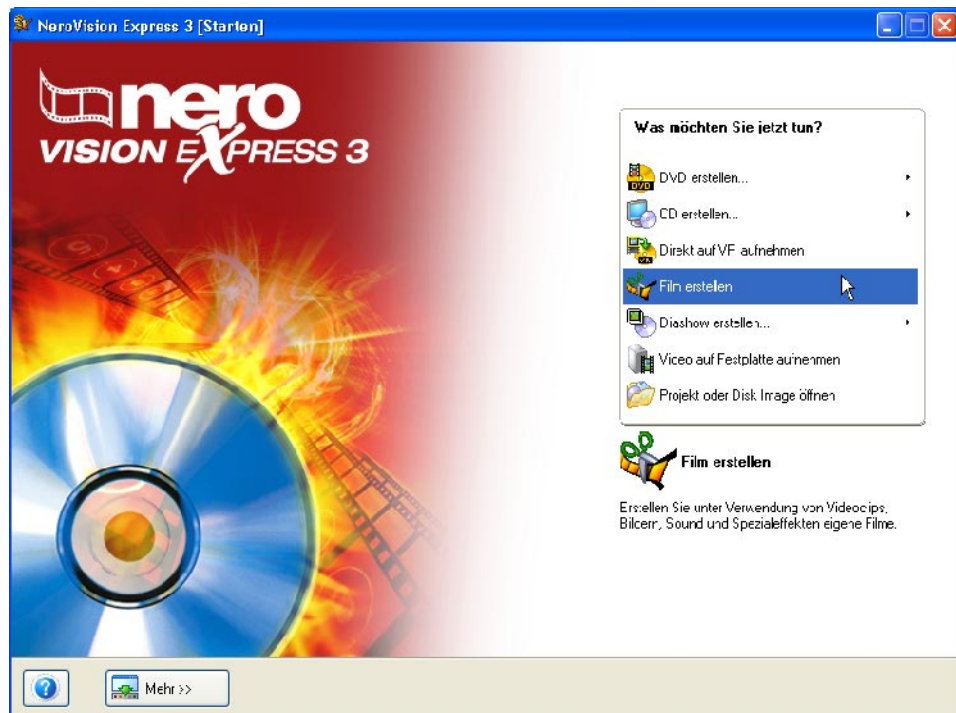 NeroVision Express 3 [Starten]
nero
VISION EXPRESS 3
Was möchten Sie jetzt tun?
DVD erstellen...
CD erstellen...
Direkt auf VR aufnehmen
Film erstellen
Diashow erstellen...
Video auf Festplatte aufnehmen
Projekt oder Disk Image öffnen
Film erstellen
Erstellen Sie unter Verwendung von Videoclips,
Bildern, Sound und Spezialeffekten eigene Filme.
Mehr >>